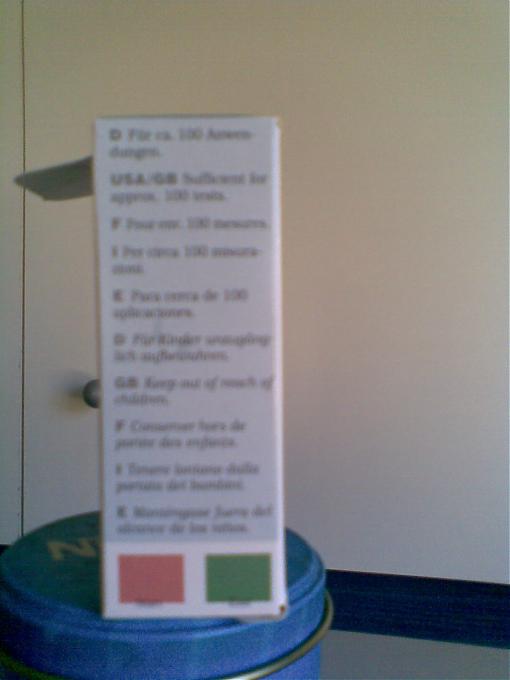 D Für ca. 100 Anwen-
dungen.
USA/GB Sufficient for
approx. 100 tests.
F Pour env. 100 mesures.
I Per circa 100 misura-
zioni.
E Para cerca de 100
aplicaciones.
D Für Kinder unzugäng-
lich aufbewahren.
GB Keep out of reach of
children.
F Conserver hors de
portée des enfants.
I Tenere lontano dalla
portata dei bambini.
E Manténgase fuera del
alcance de los niños.